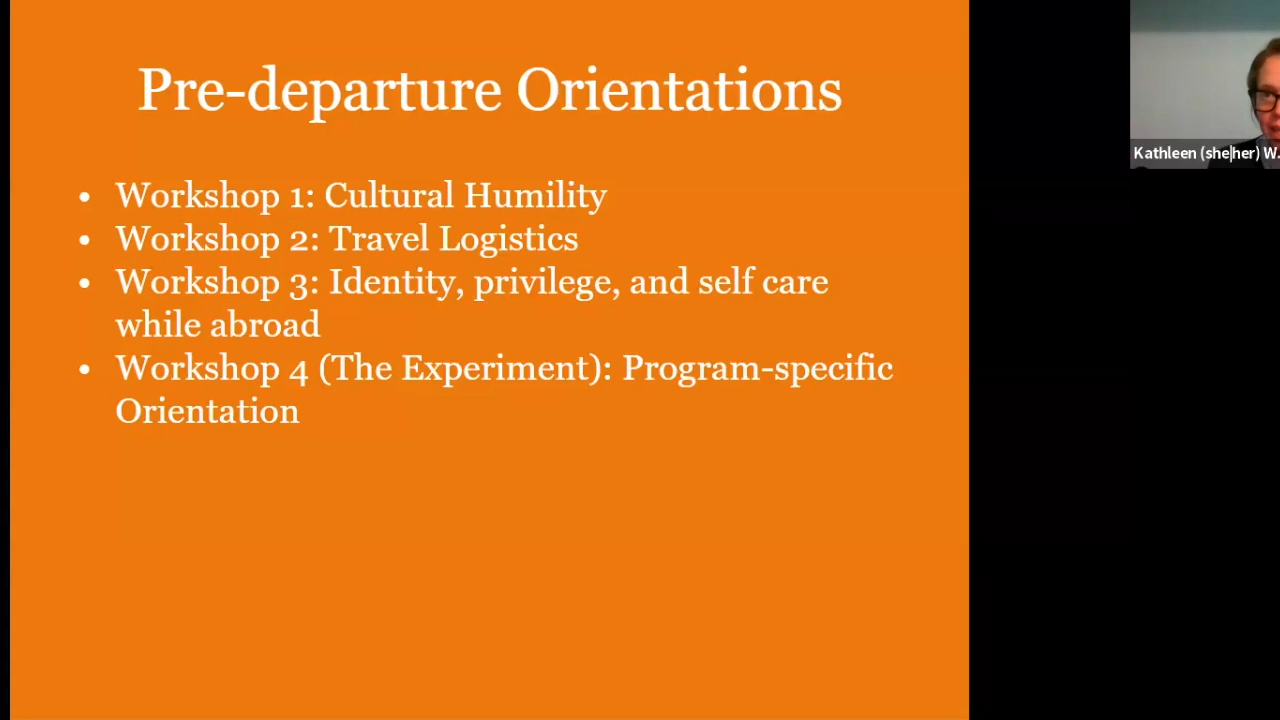 Pre-departure Orientations
• Workshop 1: Cultural Humility
• Workshop 2: Travel Logistics
• Workshop 3: Identity, privilege, and self care
while abroad
• Workshop 4 (The Experiment): Program-specific
Orientation
Kathleen (she|her) W.